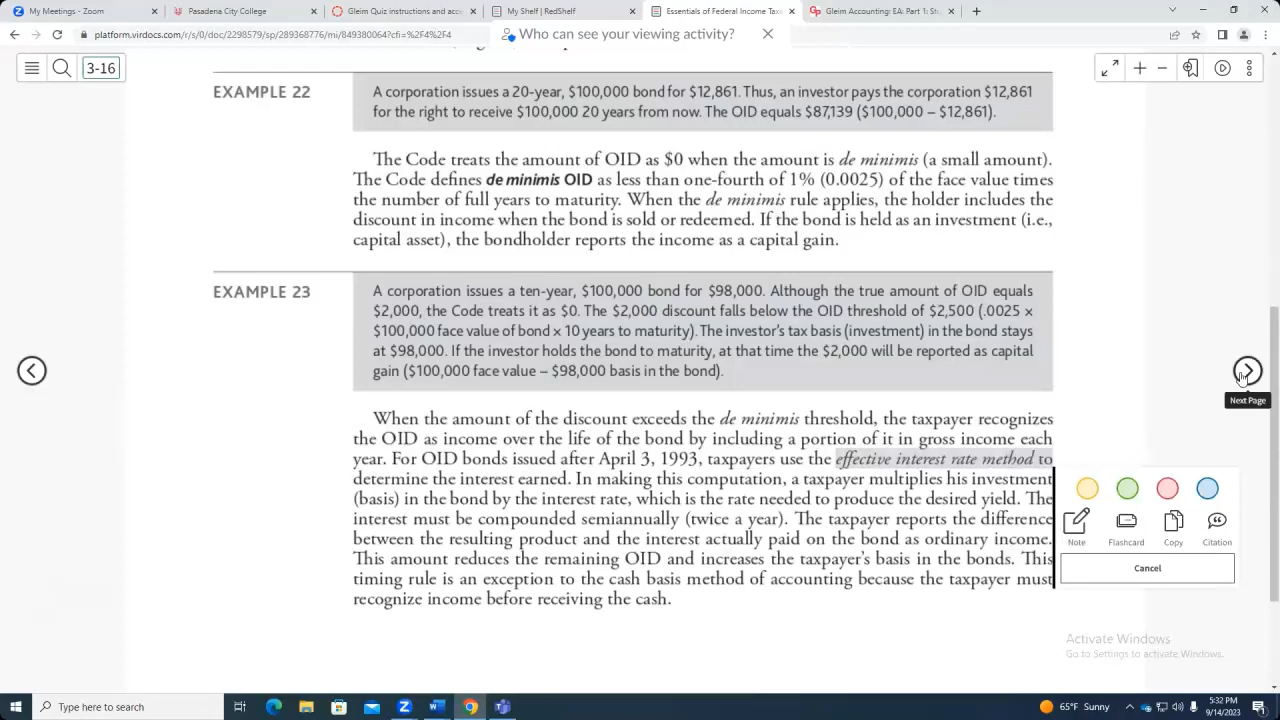 My Meetings - Zoom
Pasadena City College
Gleim Quiz instructions and acc
My Shelf | RedShelf
Essentials of Federal Income Tax
Gleim Accounting: EA: Part 1: Stu
platform.virdocs.com/r/s/0/doc/2298579/sp/289368776/mi/849380064?cfi=%2F4%2F4
Who can see your viewing activity?
3-16
EXAMPLE 22
A corporation issues a 20-year, $100,000 bond for $12,861. Thus, an investor pays the corporation $12,861
for the right to receive $100,000 20 years from now. The OID equals $87,139 ($100,000 – $12,861).
The Code treats the amount of OID as $0 when the amount is de minimis (a small amount).
The Code defines de minimis OID as less than one-fourth of 1% (0.0025) of the face value times
the number of full years to maturity. When the de minimis rule applies, the holder includes the
discount in income when the bond is sold or redeemed. If the bond is held as an investment (i.e.,
capital asset), the bondholder reports the income as a capital gain.
EXAMPLE 23
A corporation issues a ten-year, $100,000 bond for $98,000. Although the true amount of OID equals
$2,000, the Code treats it as $0. The $2,000 discount falls below the OID threshold of $2,500 (.0025 ×
$100,000 face value of bond × 10 years to maturity). The investor's tax basis (investment) in the bond stays
at $98,000. If the investor holds the bond to maturity, at that time the $2,000 will be reported as capital
gain ($100,000 face value – $98,000 basis in the bond).
Next Page
When the amount of the discount exceeds the de minimis threshold, the taxpayer recognizes
the OID as income over the life of the bond by including a portion of it in gross income each
year. For OID bonds issued after April 3, 1993, taxpayers use the effective interest rate method to
determine the interest earned. In making this computation, a taxpayer multiplies his investment
(basis) in the bond by the interest rate, which is the rate needed to produce the desired yield. The
interest must be compounded semiannually (twice a year). The taxpayer reports the difference
between the resulting product and the interest actually paid on the bond as ordinary income.
This amount reduces the remaining OID and increases the taxpayer's basis in the bonds. This
timing rule is an exception to the cash basis method of accounting because the taxpayer must
recognize income before receiving the cash.
Note
Flashcard
Copy
Citation
Cancel
Activate Windows
Go to Settings to activate Windows.
Type here to search
65°F Sunny
5:32 PM
9/14/2023